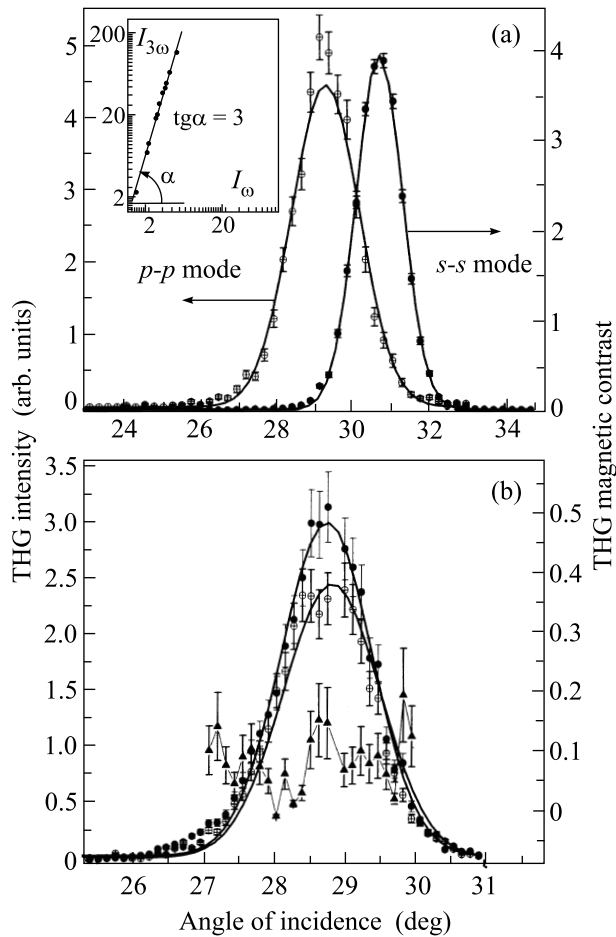 THG intensity (arb. units)
THG magnetic contrast
(a)
5
4
3
2
1
0
4
3
2
1
0
24 26 28 30 32 34
p-p mode
s-s mode
200
20
2
2 20
I3ω
tgα = 3
α
Iω
(b)
3.5
3.0
2.5
2.0
1.5
1.0
0.5
0
0.5
0.4
0.3
0.2
0.1
0
26 27 28 29 30 31
Angle of incidence (deg)